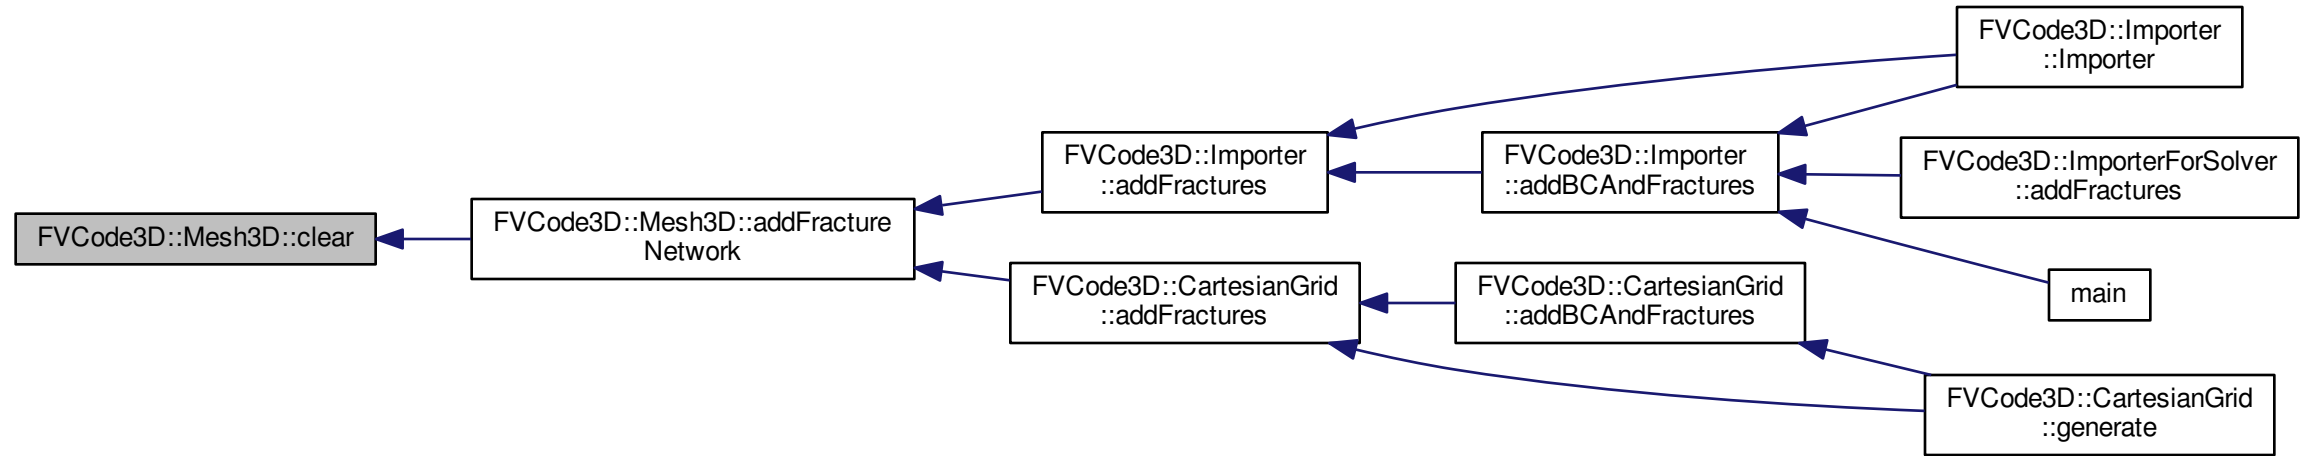 FVCode3D::Mesh3D::clear
FVCode3D::Mesh3D::addFracture
Network
FVCode3D::Importer
::addFractures
FVCode3D::CartesianGrid
::addFractures
FVCode3D::Importer
::addBCAndFractures
FVCode3D::CartesianGrid
::addBCAndFractures
FVCode3D::Importer
::Importer
FVCode3D::ImporterForSolver
::addFractures
main
FVCode3D::CartesianGrid
::generate